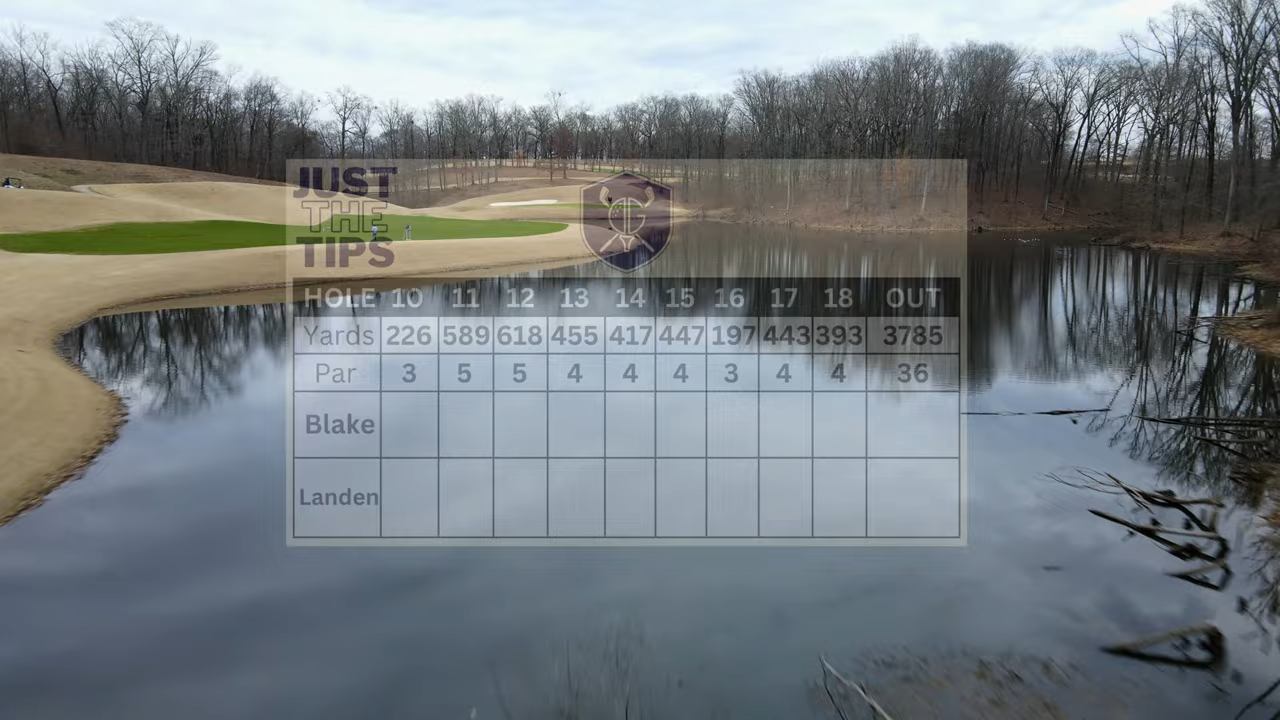 JUST
THE
TIPS
HOLE 10 11 12 13 14 15 16 17 18 OUT
Yards 226 589 618 455 417 447 197 443 393 3785
Par 3 5 5 4 4 4 3 4 4 36
Blake
Landen